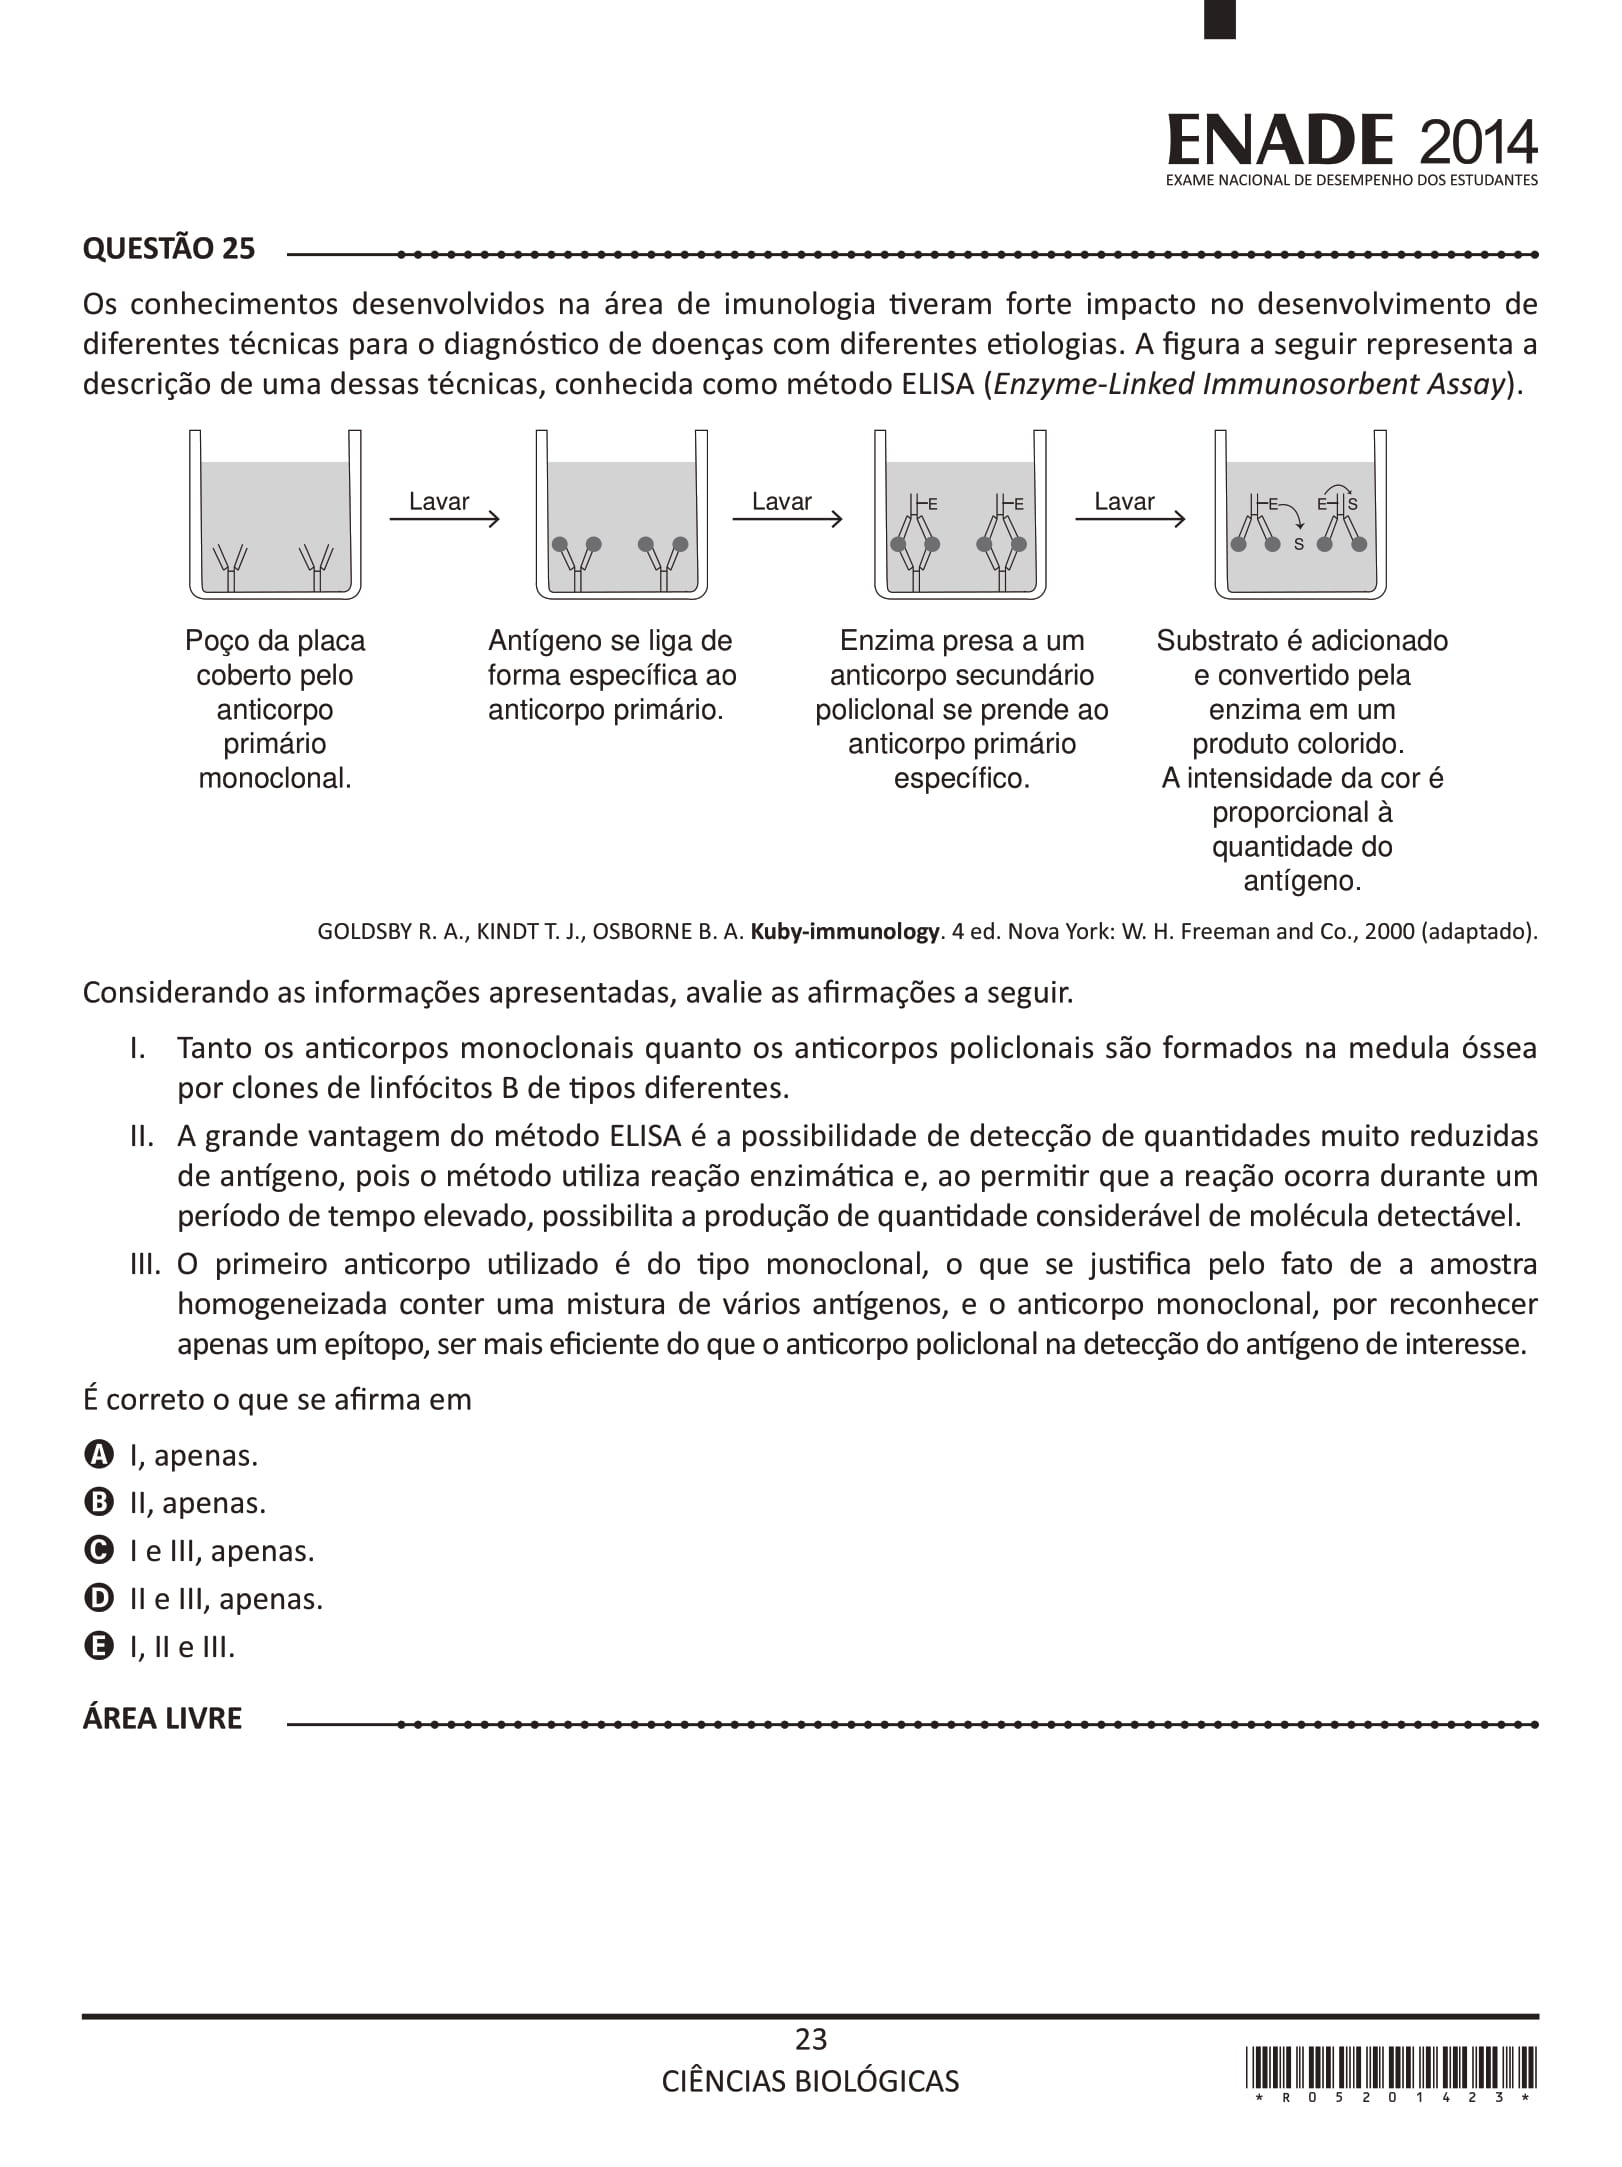 ENADE 2014
EXAME NACIONAL DE DESEMPENHO DOS ESTUDANTES
QUESTÃO 25
Os conhecimentos desenvolvidos na área de imunologia tiveram forte impacto no desenvolvimento de
diferentes técnicas para o diagnóstico de doenças com diferentes etiologias. A figura a seguir representa a
descrição de uma dessas técnicas, conhecida como método ELISA (Enzyme-Linked Immunosorbent Assay).
Lavar
Lavar
Lavar
E
E
E
S
E
S
Poço da placa
coberto pelo
anticorpo
primário
monoclonal.
Antígeno se liga de
forma específica ao
anticorpo primário.
Enzima presa a um
anticorpo secundário
policlonal se prende ao
anticorpo primário
específico.
Substrato é adicionado
e convertido pela
enzima em um
produto colorido.
A intensidade da cor é
proporcional à
quantidade do
antígeno.
GOLDSBY R. A., KINDT T. J., OSBORNE B. A. Kuby-immunology. 4 ed. Nova York: W. H. Freeman and Co., 2000 (adaptado).
Considerando as informações apresentadas, avalie as afirmações a seguir.
I. Tanto os anticorpos monoclonais quanto os anticorpos policlonais são formados na medula óssea
por clones de linfócitos B de tipos diferentes.
II. A grande vantagem do método ELISA é a possibilidade de detecção de quantidades muito reduzidas
de antígeno, pois o método utiliza reação enzimática e, ao permitir que a reação ocorra durante um
período de tempo elevado, possibilita a produção de quantidade considerável de molécula detectável.
III. O primeiro anticorpo utilizado é do tipo monoclonal, o que se justifica pelo fato de a amostra
homogeneizada conter uma mistura de vários antígenos, e o anticorpo monoclonal, por reconhecer
apenas um epítopo, ser mais eficiente do que o anticorpo policlonal na detecção do antígeno de interesse.
É correto o que se afirma em
A I, apenas.
B II, apenas.
C I e III, apenas.
D II e III, apenas.
E I, II e III.
ÁREA LIVRE
23
CIÊNCIAS BIOLÓGICAS
* R 0 5 2 0 1 4 2 3 *